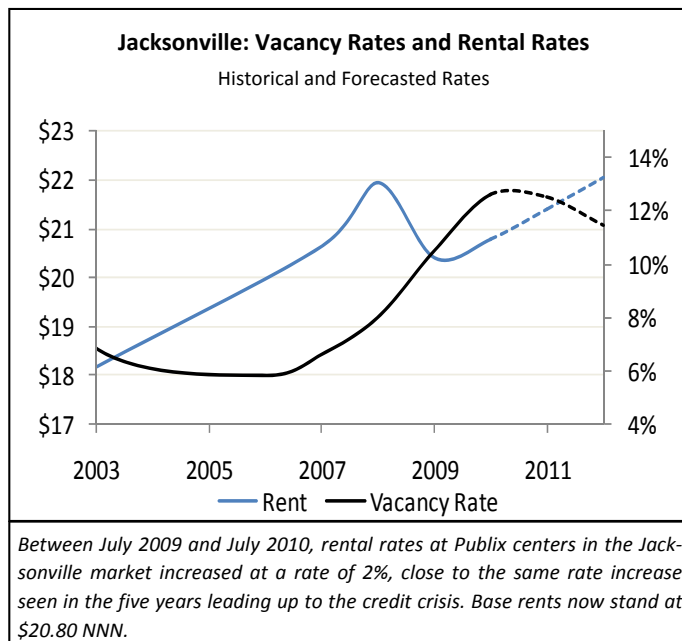 Jacksonville: Vacancy Rates and Rental Rates
Historical and Forecasted Rates
$23
$22
$21
$20
$19
$18
$17
14%
12%
10%
8%
6%
4%
2003 2005 2007 2009 2011
Rent Vacancy Rate
Between July 2009 and July 2010, rental rates at Publix centers in the Jack-
sonville market increased at a rate of 2%, close to the same rate increase
seen in the five years leading up to the credit crisis. Base rents now stand at
$20.80 NNN.